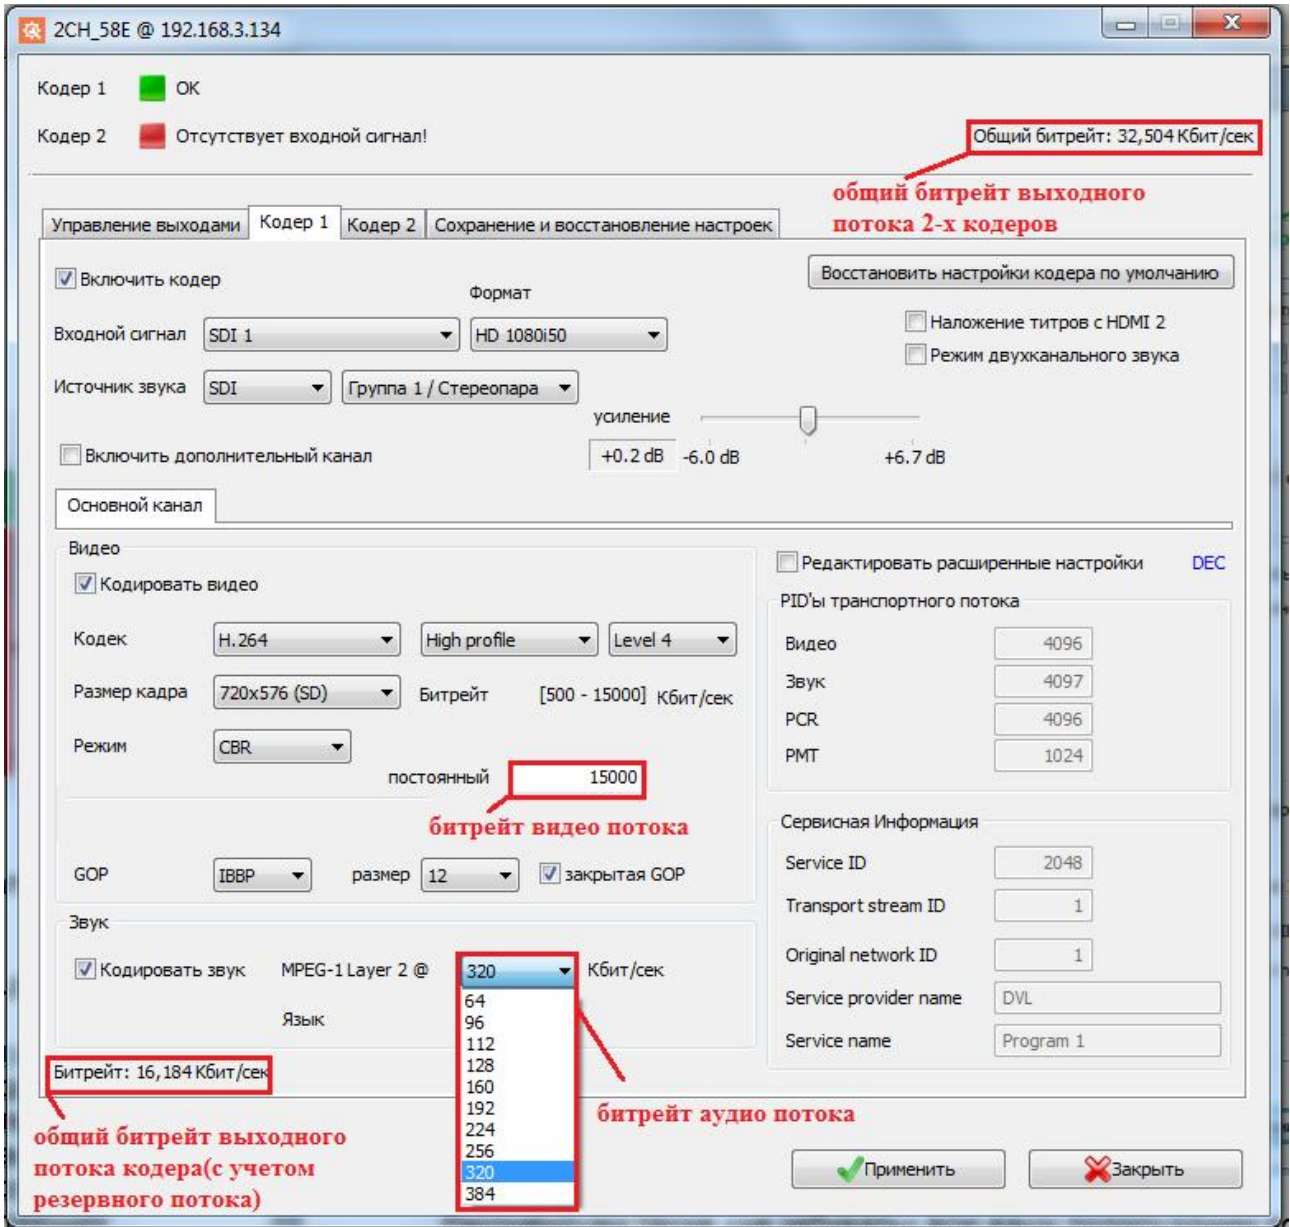 2CH_58E @ 192.168.3.134
Кодер 1 OK
Кодер 2 Отсутствует входной сигнал!
Общий битрейт: 32,504 Кбит/сек
общий битрейт выходного
потока 2-х кодеров
Управление выходами Кодер 1 Кодер 2 Сохранение и восстановление настроек
Включить кодер
Восстановить настройки кодера по умолчанию
Формат
Входной сигнал SDI 1 HD 1080i50
Наложение титров с HDMI 2
Режим двухканального звука
Источник звука SDI Группа 1 / Стереопара
усиление
Включить дополнительный канал
+0.2 dB -6.0 dB +6.7 dB
Основной канал
Видео
Кодировать видео
Кодек H.264 High profile Level 4
Размер кадра 720x576 (SD) Битрейт [500 - 15000] Кбит/сек
Режим CBR
постоянный 15000
битрейт видео потока
GOP IBBP размер 12 закрытая GOP
Редактировать расширенные настройки DEC
PID'ы транспортного потока
Видео 4096
Звук 4097
PCR 4096
PMT 1024
Сервисная Информация
Service ID 2048
Transport stream ID 1
Original network ID 1
Service provider name DVL
Service name Program 1
Звук
Кодировать звук MPEG-1 Layer 2 @ 320 Кбит/сек
Язык
64
96
112
128
160
192
224
256
320
384
битрейт аудио потока
Битрейт: 16,184 Кбит/сек
общий битрейт выходного
потока кодера(с учетом
резервного потока)
Применить Закрыть